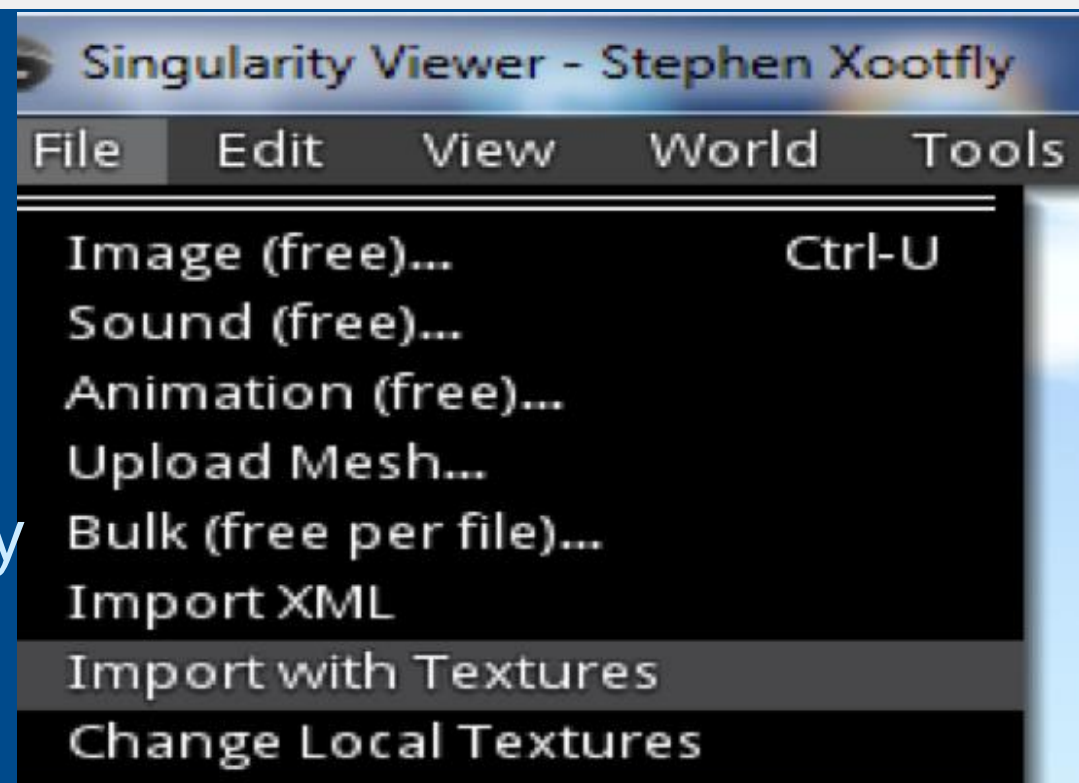 Singularity Viewer - Stephen Xootfly
File Edit View World Tools
Image (free)... Ctrl-U
Sound (free)...
Animation (free)...
Upload Mesh...
y Bulk (free per file)...
Import XML
Import with Textures
Change Local Textures